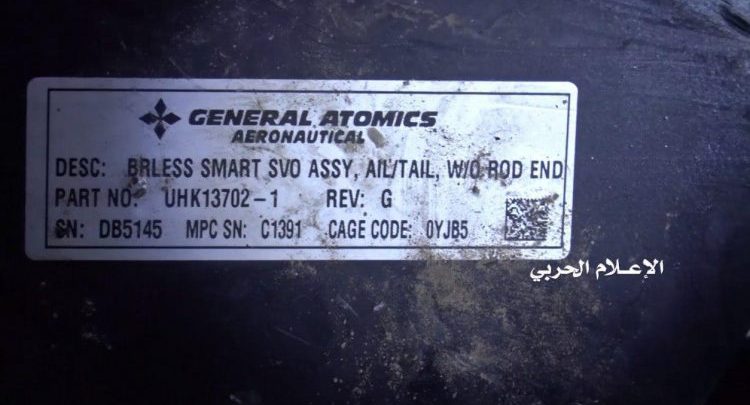 GENERAL ATOMICS
AERONAUTICAL
DESC: BRLESS SMART SVO ASSY, AIL/TAIL, W/O ROD END
PART NO: UHK13702-1 REV: G
SN: DB5145 MPC SN: C1391 CAGE CODE: 0YJB5
الإعلام الحربي